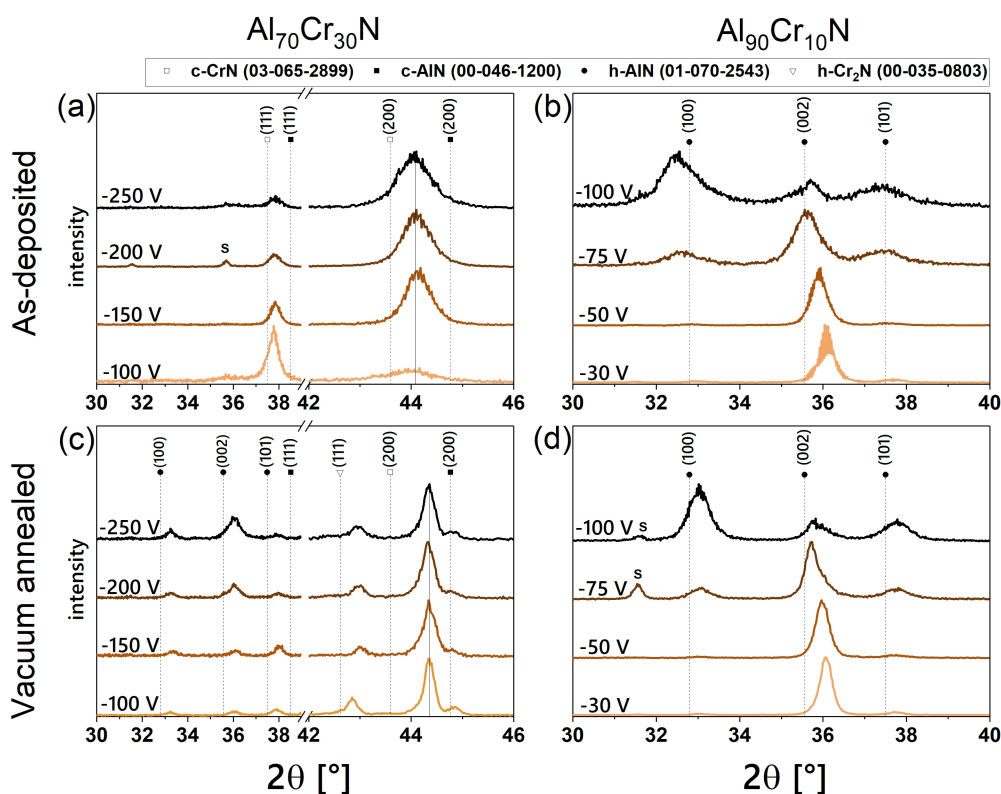 Al70Cr30N Al90Cr10N
□ c-CrN (03-065-2899) ■ c-AlN (00-046-1200) ● h-AlN (01-070-2543) ▽ h-Cr2N (00-035-0803)
As-deposited
intensity
(a)
(111) (111) (200) (200)
-250 V
-200 V
s
-150 V
-100 V
30 32 34 36 38 42 44 46
(b)
(100) (002) (101)
-100 V
-75 V
-50 V
-30 V
30 32 34 36 38 40
Vacuum annealed
intensity
(c)
(100) (002) (101) (111) (111) (200) (200)
-250 V
-200 V
-150 V
-100 V
30 32 34 36 38 42 44 46
2θ [°]
(d)
(100) (002) (101)
-100 V s
s
-75 V
-50 V
-30 V
30 32 34 36 38 40
2θ [°]